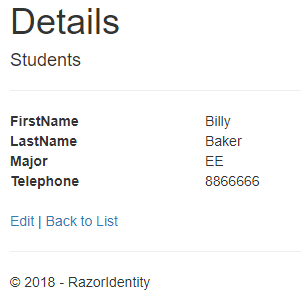 Details
Students
FirstName Billy
LastName Baker
Major EE
Telephone 8866666
Edit | Back to List
© 2018 - RazorIdentity